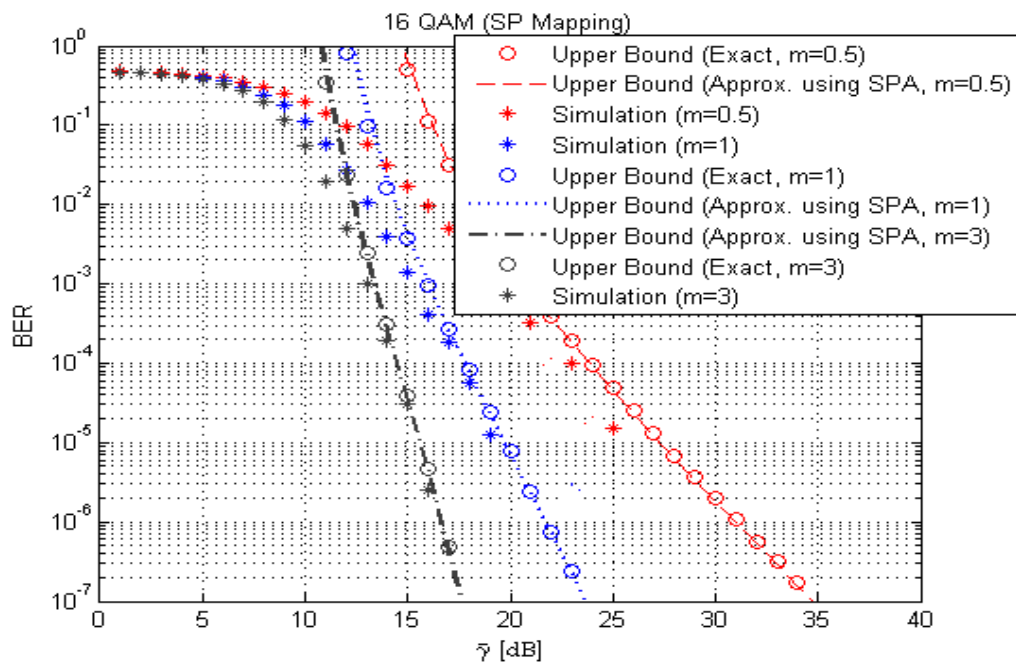 16 QAM (SP Mapping)
10^0
10^-1
10^-2
10^-3
10^-4
10^-5
10^-6
10^-7
BER
Upper Bound (Exact, m=0.5)
Upper Bound (Approx. using SPA, m=0.5)
Simulation (m=0.5)
Simulation (m=1)
Upper Bound (Exact, m=1)
Upper Bound (Approx. using SPA, m=1)
Upper Bound (Approx. using SPA, m=3)
Upper Bound (Exact, m=3)
Simulation (m=3)
0 5 10 15 20 25 30 35 40
γ̄ [dB]